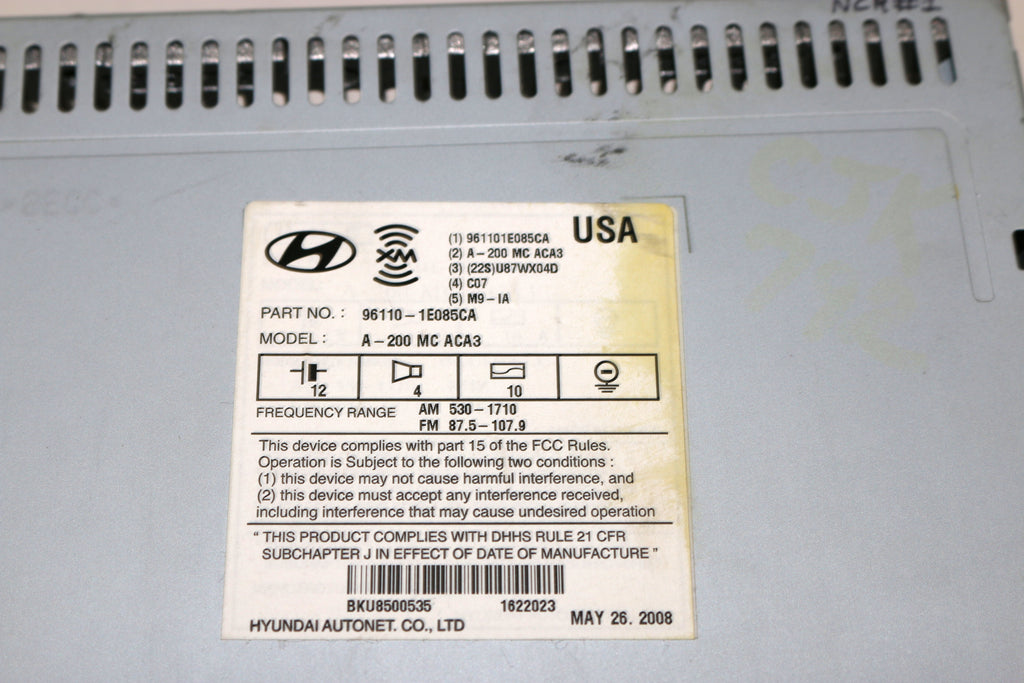 NCR#1
USA
XM
(1) 961101E085CA
(2) A-200 MC ACA3
(3) (22S)U87WX04D
(4) C07
(5) M9-IA
PART NO. : 96110-1E085CA
MODEL : A-200 MC ACA3
12 4 10
FREQUENCY RANGE AM 530-1710
FM 87.5-107.9
This device complies with part 15 of the FCC Rules.
Operation is Subject to the following two conditions :
(1) this device may not cause harmful interference, and
(2) this device must accept any interference received,
including interference that may cause undesired operation
“ THIS PRODUCT COMPLIES WITH DHHS RULE 21 CFR
SUBCHAPTER J IN EFFECT OF DATE OF MANUFACTURE ”
BKU8500535 1622023
HYUNDAI AUTONET. CO., LTD MAY 26. 2008